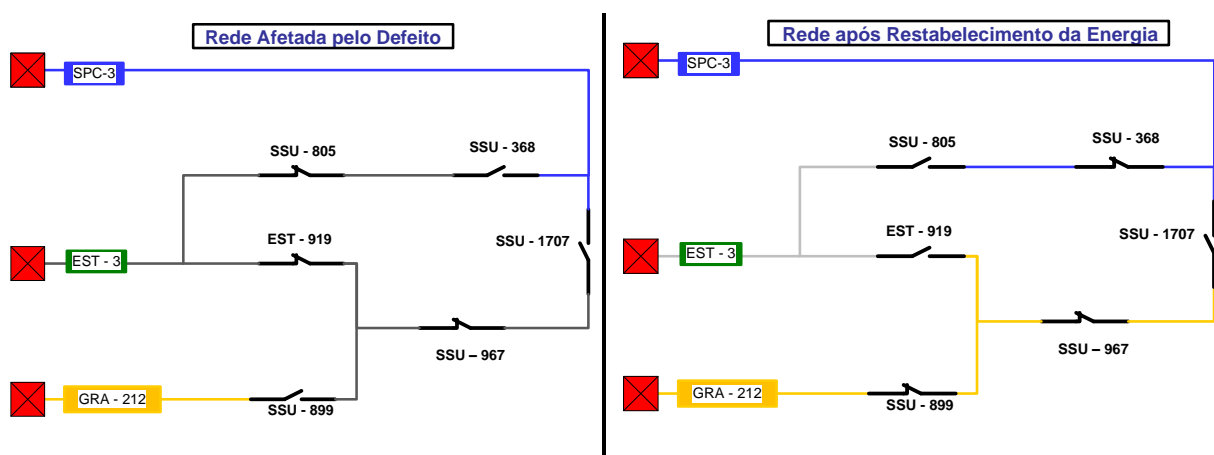 Rede Afetada pelo Defeito
SPC-3
SSU - 805
SSU - 368
EST - 919
SSU - 1707
EST - 3
SSU – 967
GRA - 212
SSU - 899
Rede após Restabelecimento da Energia
SPC-3
SSU - 805
SSU - 368
EST - 919
SSU - 1707
EST - 3
SSU – 967
GRA - 212
SSU - 899